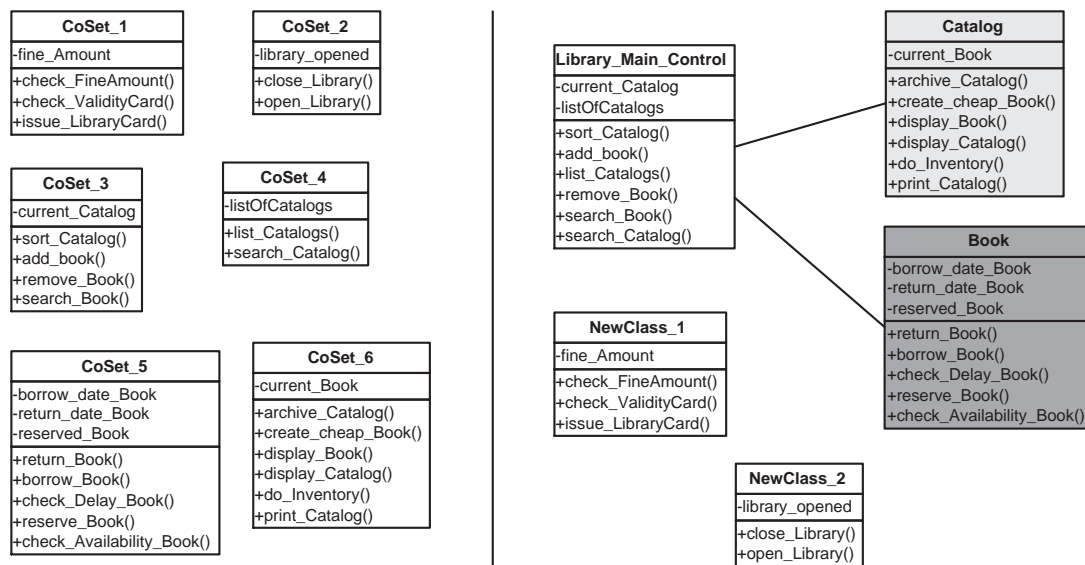 CoSet_1
-fine_Amount
+check_FineAmount()
+check_ValidityCard()
+issue_LibraryCard()
CoSet_2
-library_opened
+close_Library()
+open_Library()
CoSet_3
-current_Catalog
+sort_Catalog()
+add_book()
+remove_Book()
+search_Book()
CoSet_4
-listOfCatalogs
+list_Catalogs()
+search_Catalog()
CoSet_5
-borrow_date_Book
-return_date_Book
-reserved_Book
+return_Book()
+borrow_Book()
+check_Delay_Book()
+reserve_Book()
+check_Availability_Book()
CoSet_6
-current_Book
+archive_Catalog()
+create_cheap_Book()
+display_Book()
+display_Catalog()
+do_Inventory()
+print_Catalog()
Library_Main_Control
-current_Catalog
-listOfCatalogs
+sort_Catalog()
+add_book()
+list_Catalogs()
+remove_Book()
+search_Book()
+search_Catalog()
Catalog
-current_Book
+archive_Catalog()
+create_cheap_Book()
+display_Book()
+display_Catalog()
+do_Inventory()
+print_Catalog()
Book
-borrow_date_Book
-return_date_Book
-reserved_Book
+return_Book()
+borrow_Book()
+check_Delay_Book()
+reserve_Book()
+check_Availability_Book()
NewClass_1
-fine_Amount
+check_FineAmount()
+check_ValidityCard()
+issue_LibraryCard()
NewClass_2
-library_opened
+close_Library()
+open_Library()